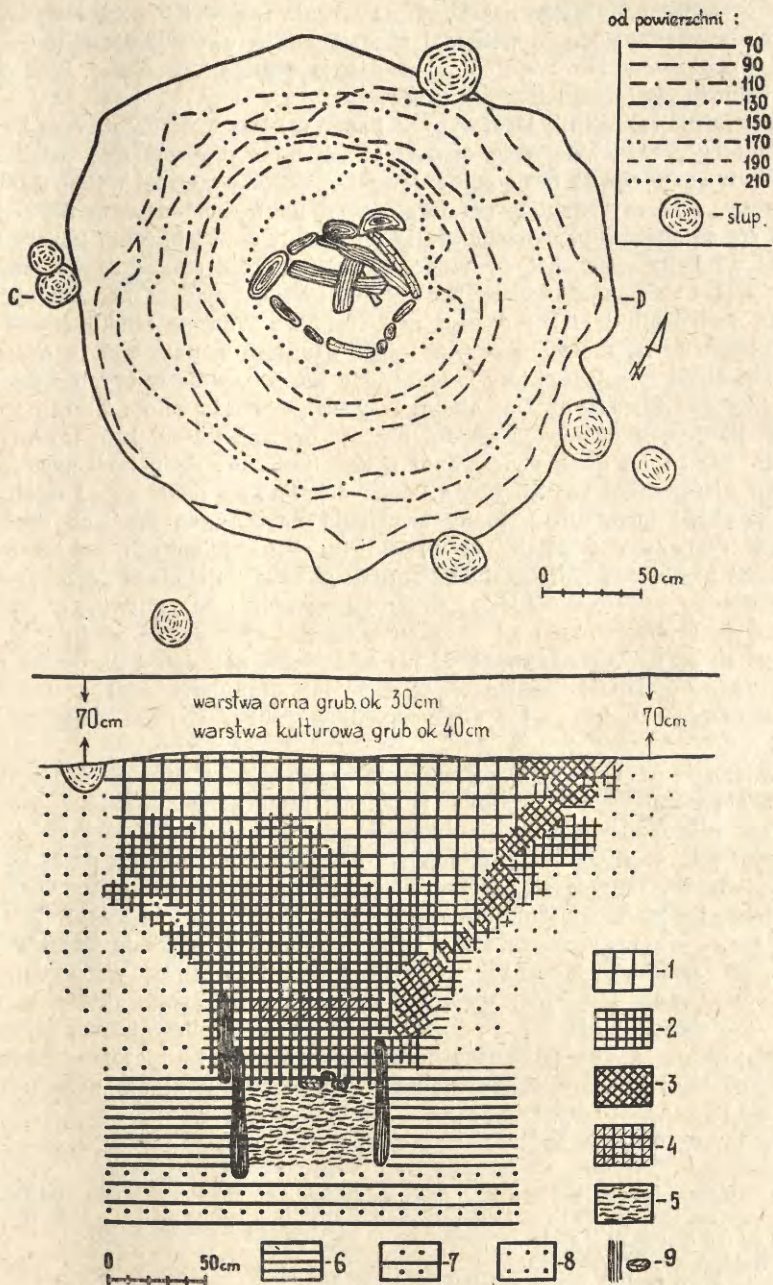 od powierzchni :
70
90
110
130
150
170
190
210
-słup.
C-
-D
0 50cm
70cm
warstwa orna grub. ok 30cm
warstwa kulturowa, grub ok. 40cm
70cm
-1
-2
-3
-4
-5
0 50cm
-6
-7
-8
-9